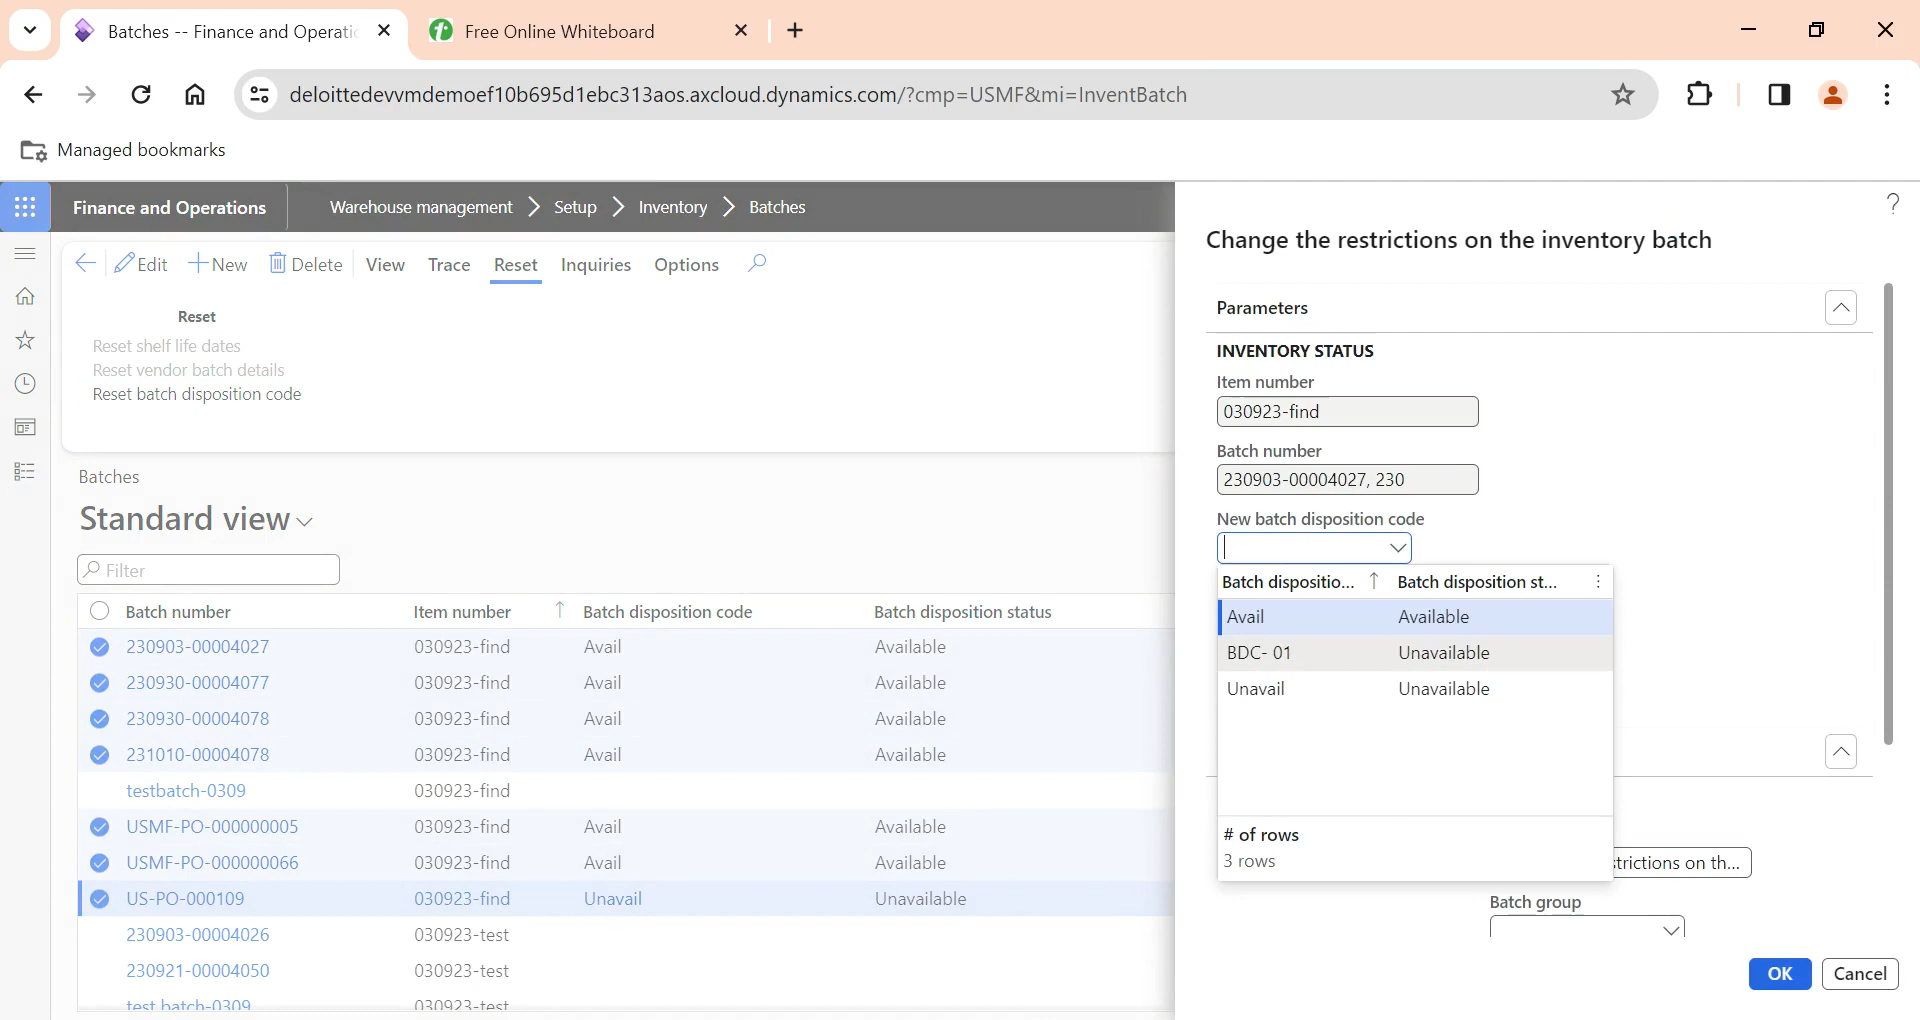 Batches -- Finance and Operatic
Free Online Whiteboard
deloittedevvmdemoef10b695d1ebc313aos.axcloud.dynamics.com/?cmp=USMF&mi=InventBatch
Managed bookmarks
Finance and Operations
Warehouse management > Setup > Inventory > Batches
?
Edit New Delete View Trace Reset Inquiries Options
Reset
Reset shelf life dates
Reset vendor batch details
Reset batch disposition code
Batches
Standard view
Filter
Batch number Item number Batch disposition code Batch disposition status
230903-00004027 030923-find Avail Available
230930-00004077 030923-find Avail Available
230930-00004078 030923-find Avail Available
231010-00004078 030923-find Avail Available
testbatch-0309 030923-find
USMF-PO-000000005 030923-find Avail Available
USMF-PO-000000066 030923-find Avail Available
US-PO-000109 030923-find Unavail Unavailable
230903-00004026 030923-test
230921-00004050 030923-test
test batch-0309 030923-test
Change the restrictions on the inventory batch
Parameters
INVENTORY STATUS
Item number
030923-find
Batch number
230903-00004027, 230
New batch disposition code
Batch dispositio... Batch disposition st...
Avail Available
BDC- 01 Unavailable
Unavail Unavailable
# of rows
3 rows
strictions on th...
Batch group
OK Cancel